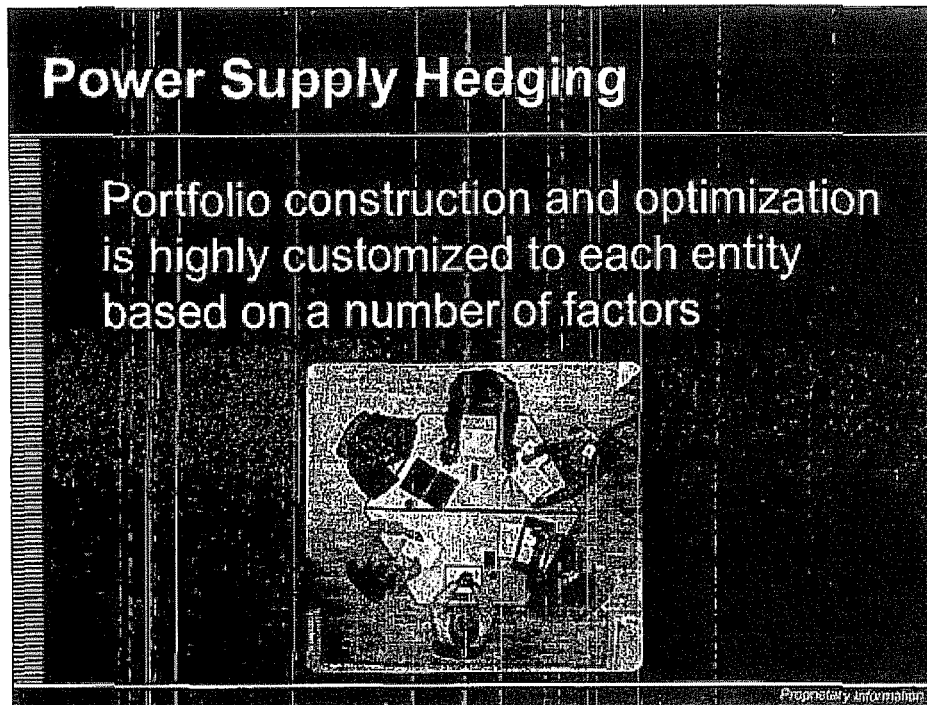 Power Supply Hedging
Portfolio construction and optimization
is highly customized to each entity
based on a number of factors
Proprietary Information